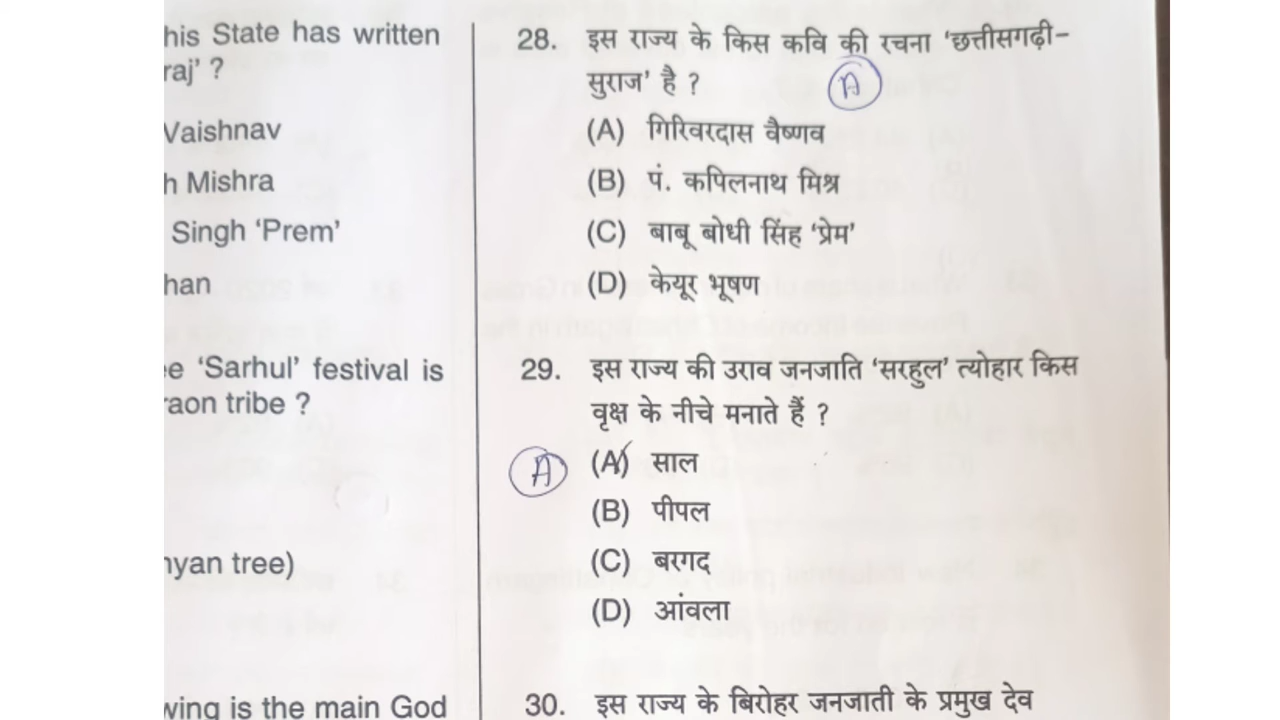 his State has written
raj' ?
Vaishnav
h Mishra
Singh 'Prem'
han
e 'Sarhul' festival is
raon tribe ?
nyan tree)
wing is the main God
28. इस राज्य के किस कवि की रचना 'छत्तीसगढ़ी-
सुराज' है ?
A
(A) गिरिवरदास वैष्णव
(B) पं. कपिलनाथ मिश्र
(C) बाबू बोधी सिंह 'प्रेम'
(D) केयूर भूषण
29. इस राज्य की उराव जनजाति 'सरहुल' त्योहार किस
वृक्ष के नीचे मनाते हैं ?
A (A) साल
(B) पीपल
(C) बरगद
(D) आंवला
30. इस राज्य के बिरोहर जनजाती के प्रमुख देव